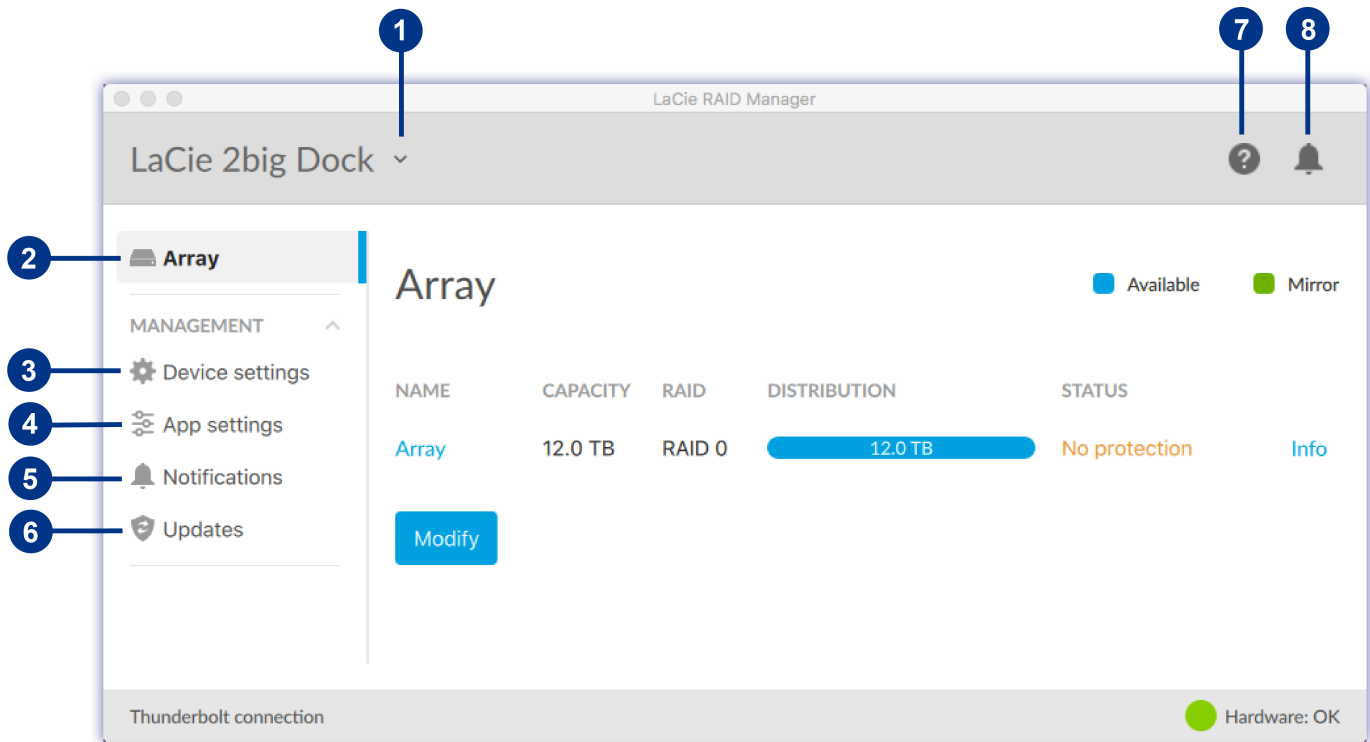 1
7
8
LaCie RAID Manager
LaCie 2big Dock
?
2
Array
MANAGEMENT
3
Device settings
4
App settings
5
Notifications
6
Updates
Array
Available
Mirror
NAME CAPACITY RAID DISTRIBUTION STATUS
Array 12.0 TB RAID 0 12.0 TB No protection Info
Modify
Thunderbolt connection
Hardware: OK